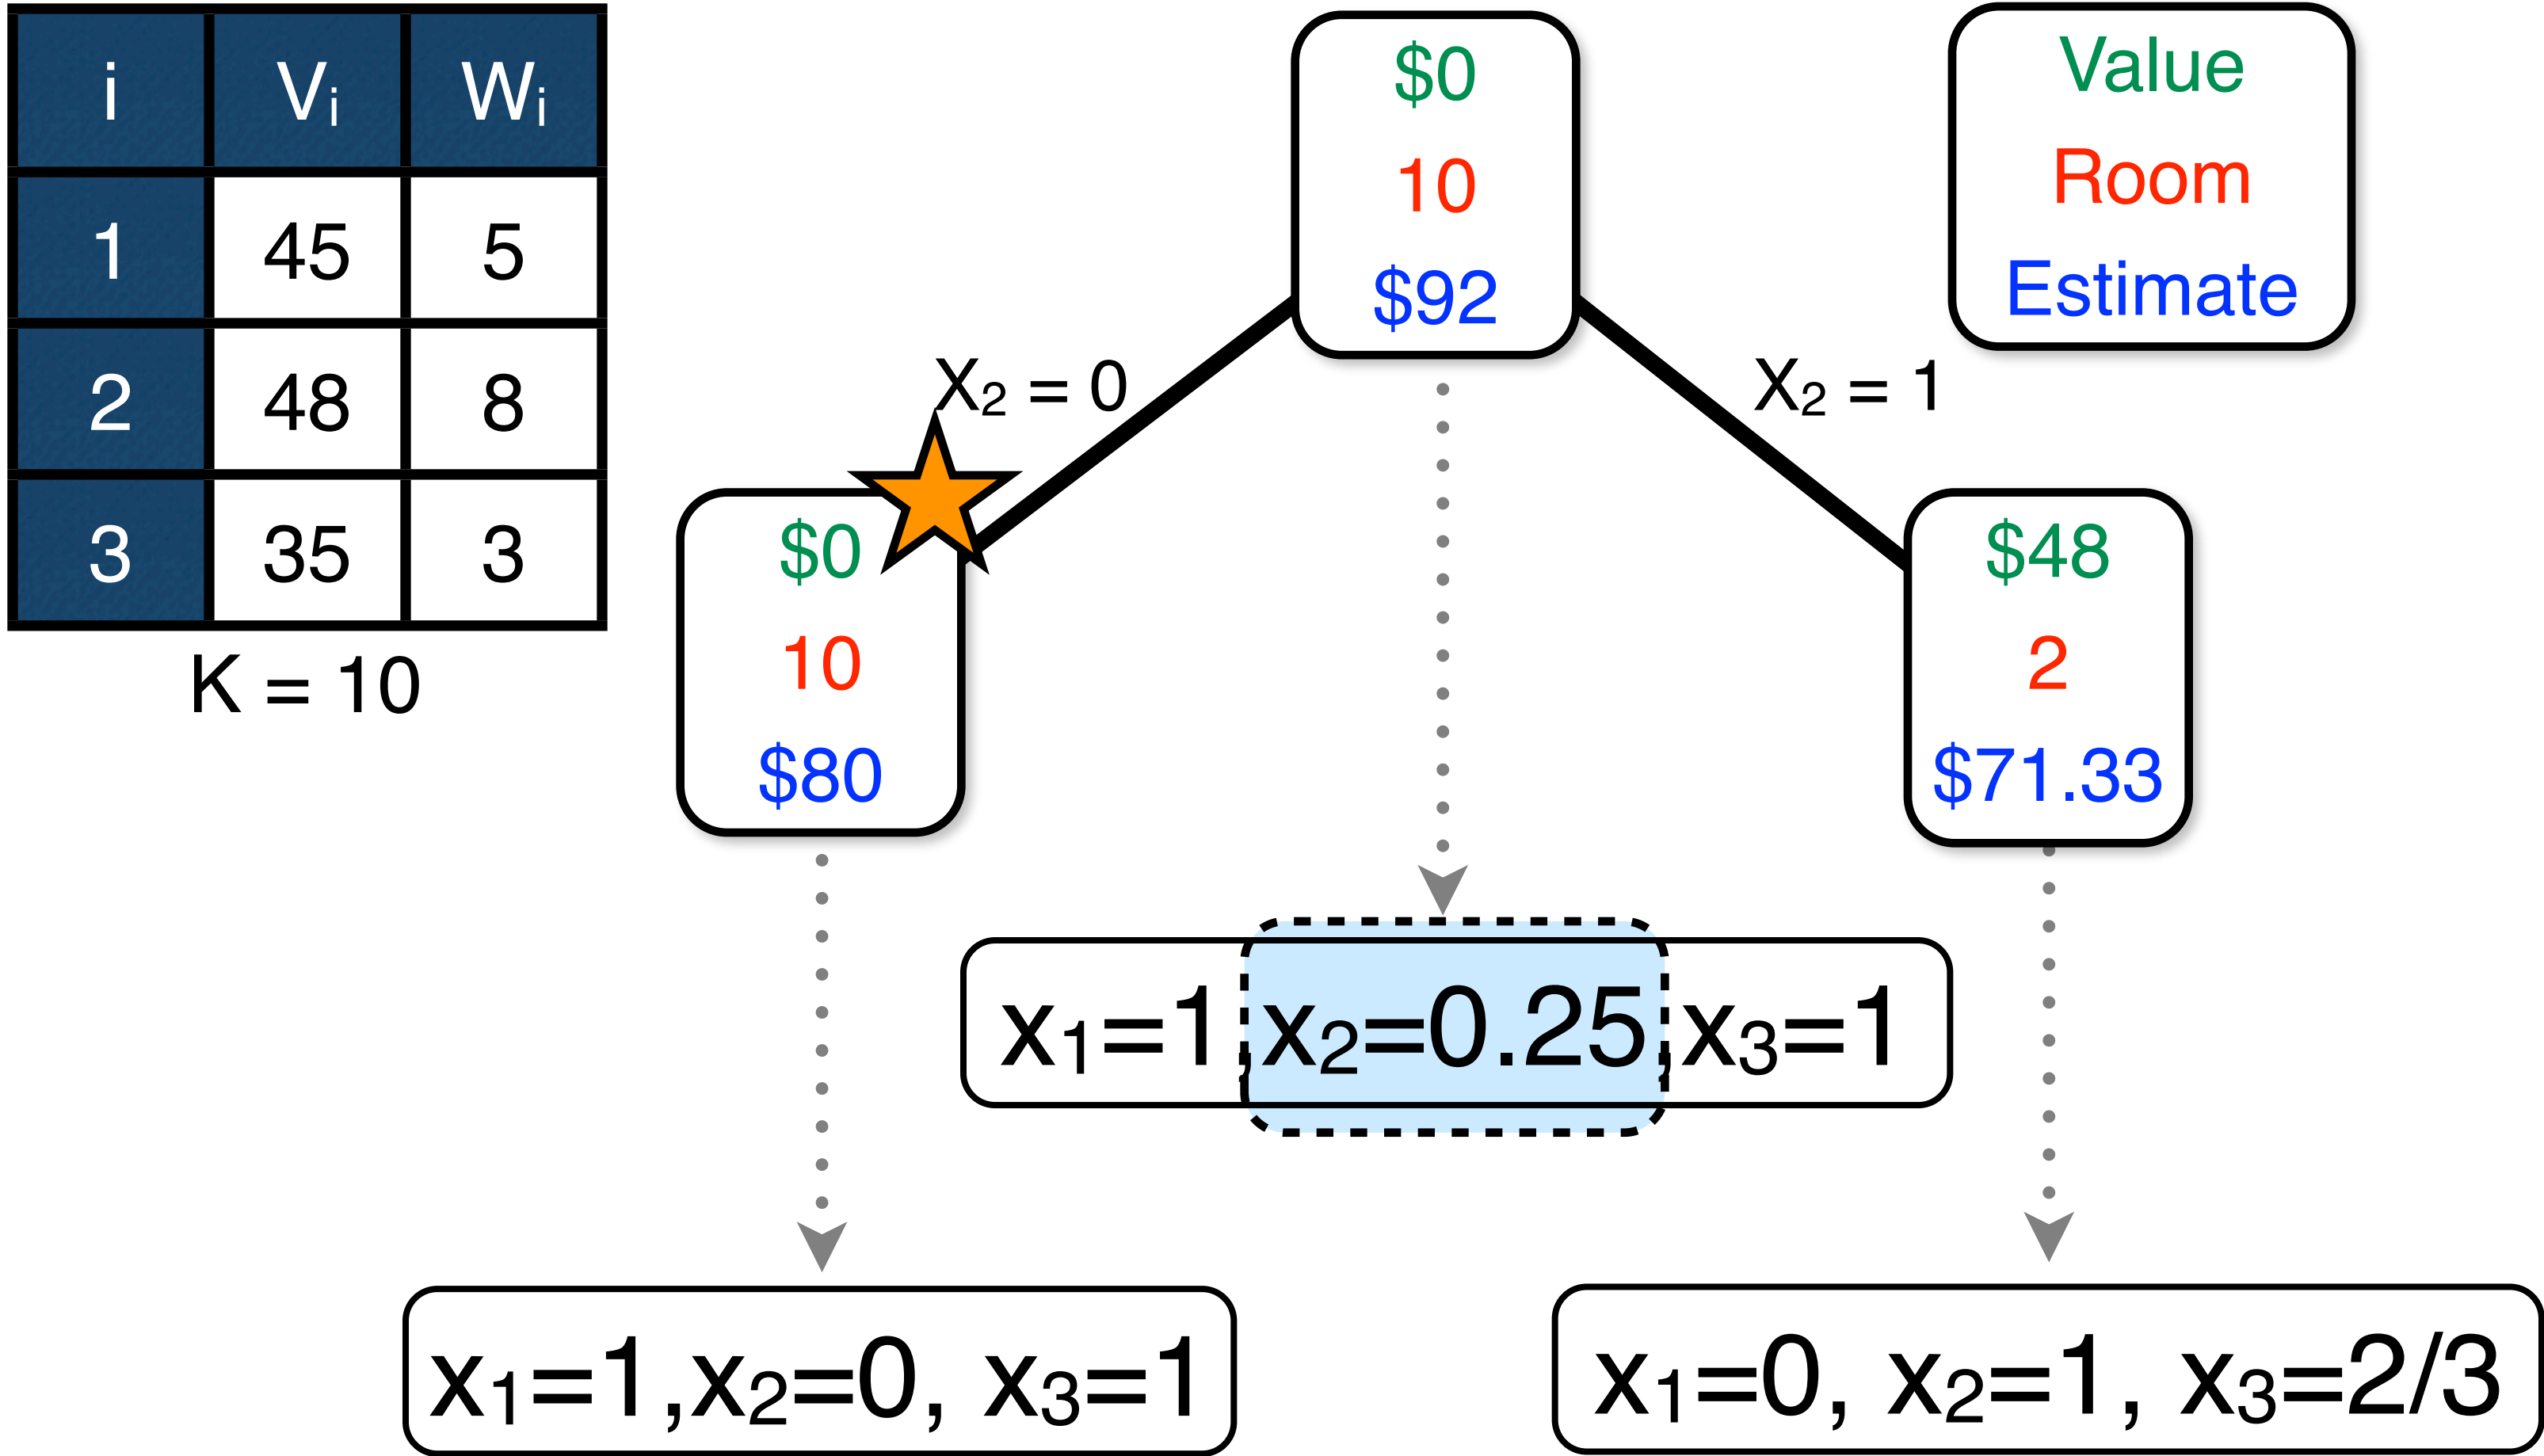 i Vi Wi
1 45 5
2 48 8
3 35 3
K = 10
$0
10
$92
Value
Room
Estimate
X2 = 0
X2 = 1
$0
10
$80
$48
2
$71.33
x1=1,x2=0.25,x3=1
x1=1,x2=0, x3=1
x1=0, x2=1, x3=2/3